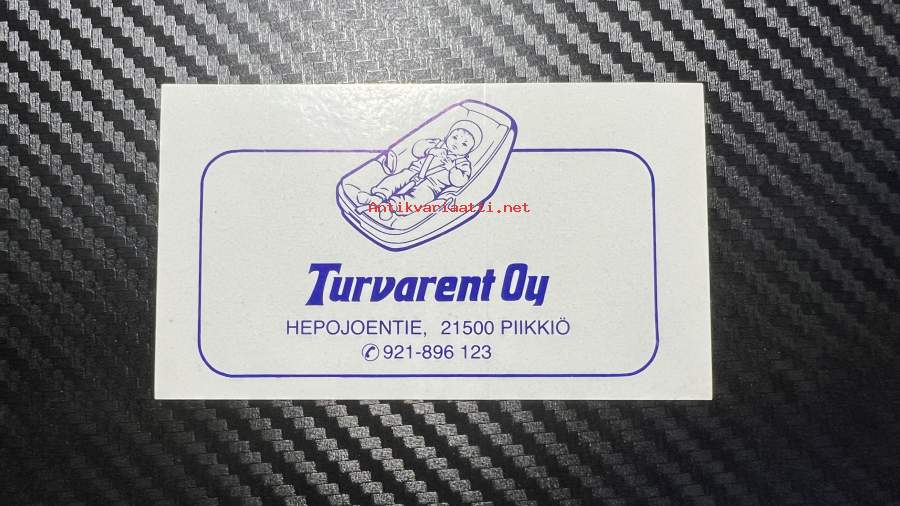 Antikvariaatti.net
Turvarent Oy
HEPOJOENTIE, 21500 PIIKKIÖ
✆ 921-896 123